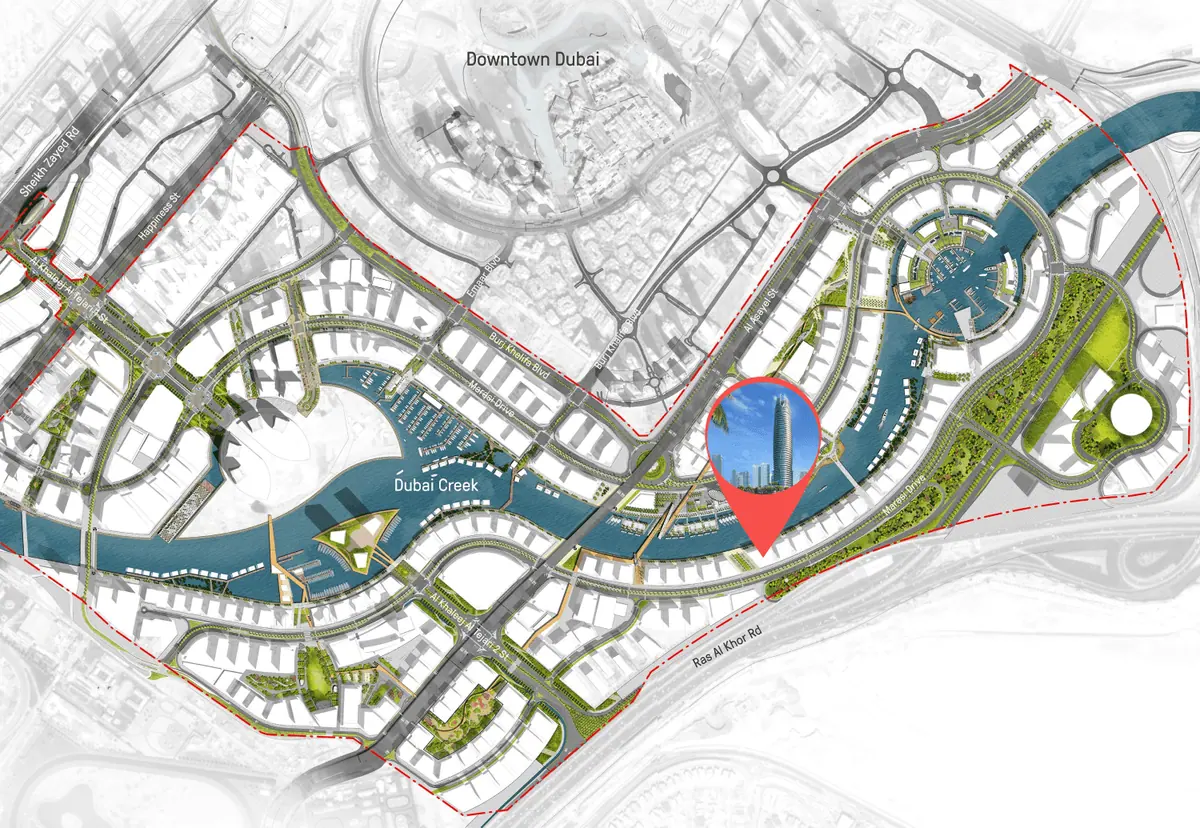 Downtown Dubai
Sheikh Zayed Rd
Happiness St
Al Khaleej Al Tejari 1 St
Emaar Blvd
Burj Khalifa Blvd
Al Asayel St
Burj Khalifa Blvd
Marasi Drive
Dubai Creek
Marasi Drive
Al Khaleej Al Tejari 2 St
Ras Al Khor Rd